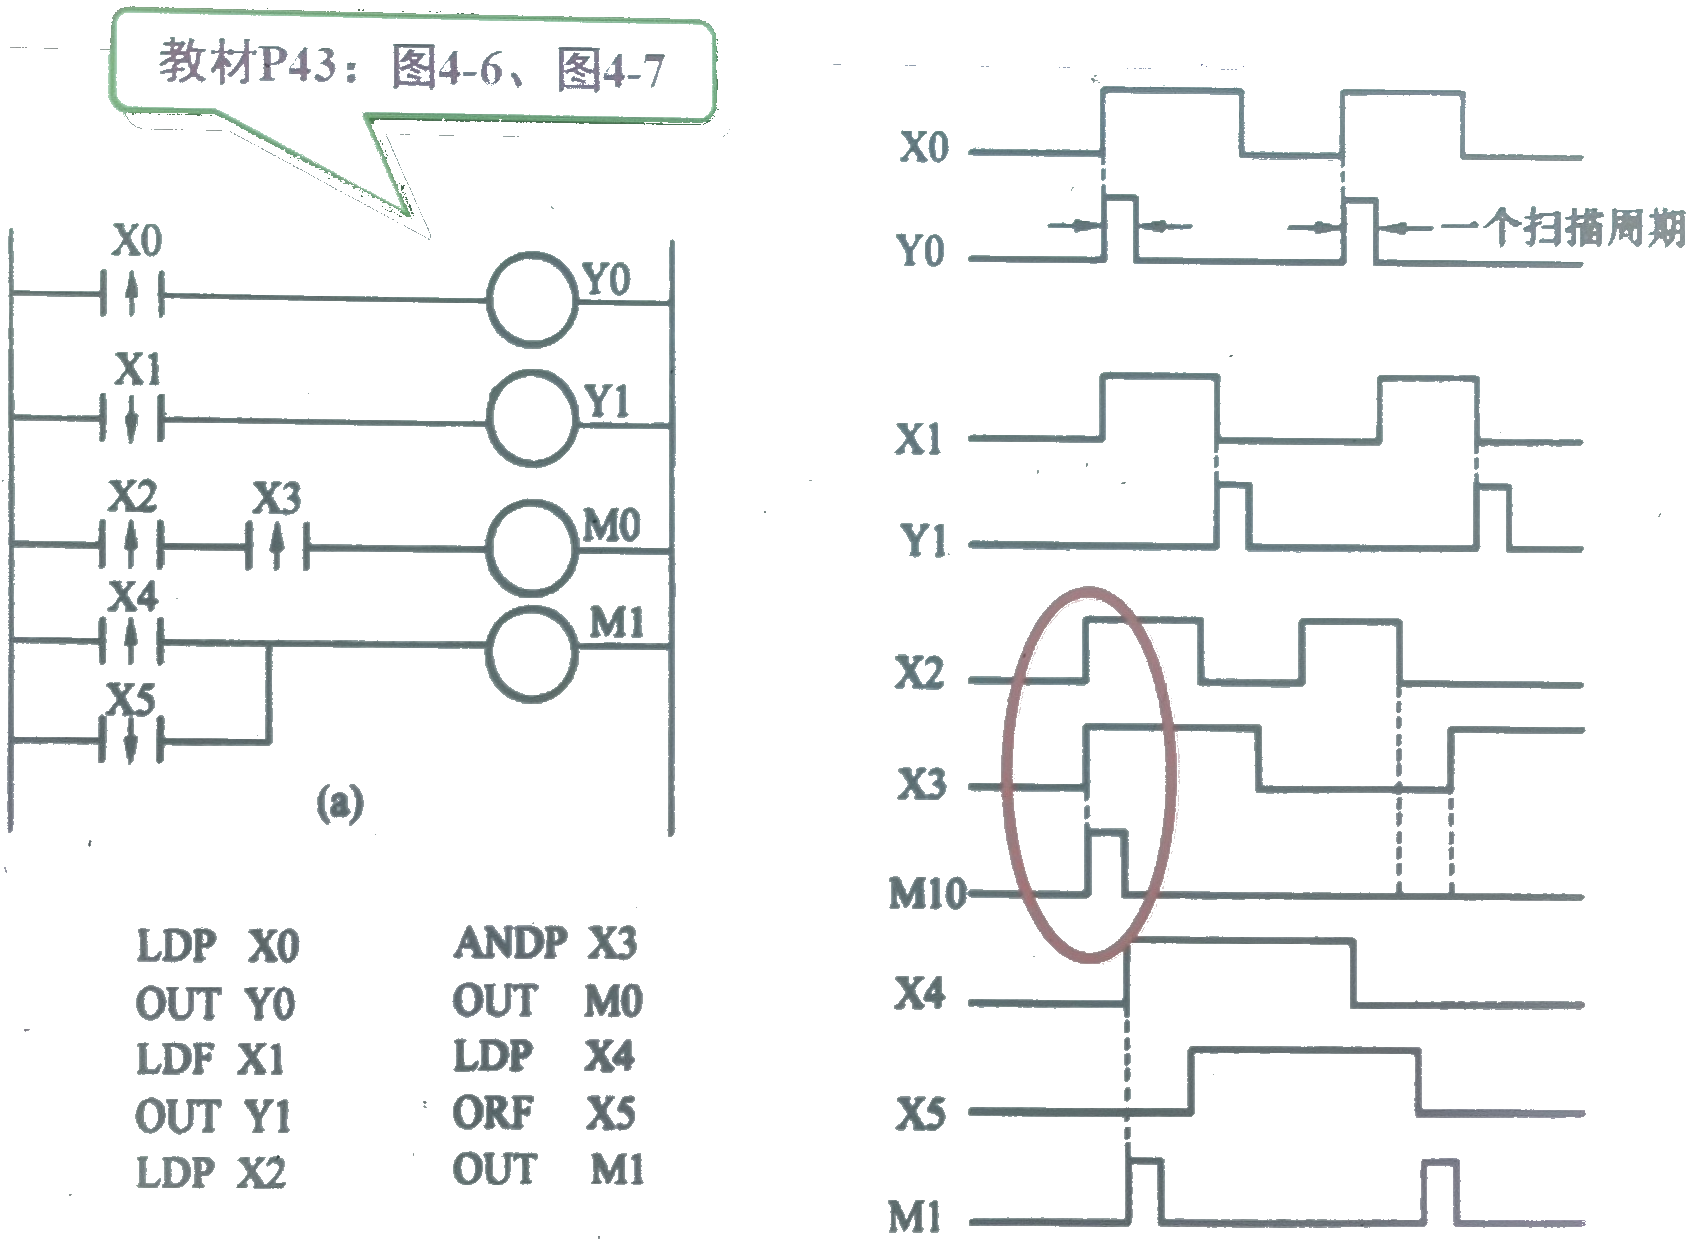 教材P43：图4-6、图4-7
X0
Y0
X1
Y1
X2 X3
M0
X4
M1
X5
(a)
LDP X0
OUT Y0
LDF X1
OUT Y1
LDP X2
ANDP X3
OUT M0
LDP X4
ORF X5
OUT M1
X0
Y0 一个扫描周期
X1
Y1
X2
X3
M10
X4
X5
M1